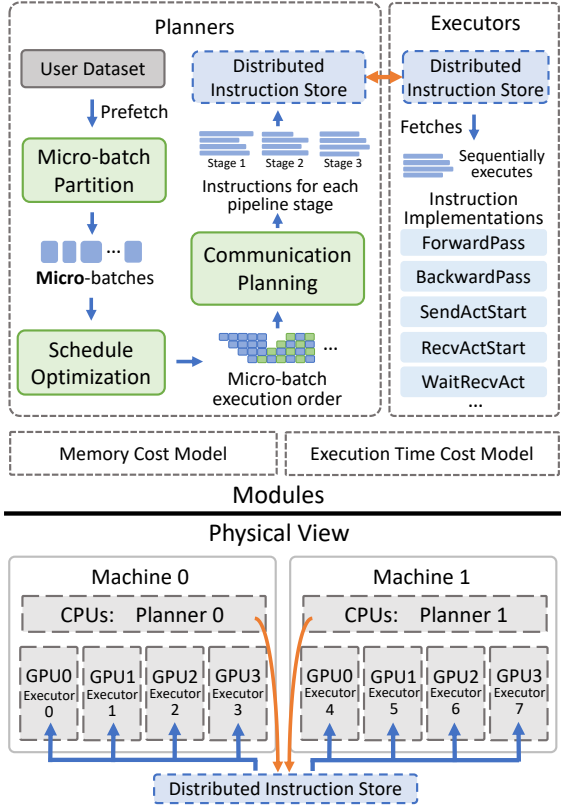 Planners
User Dataset
Prefetch
Micro-batch
Partition
Micro-batches
Schedule
Optimization
Micro-batch
execution order
...
Communication
Planning
Instructions for each
pipeline stage
Stage 1 Stage 2 Stage 3
Distributed
Instruction Store
Executors
Distributed
Instruction Store
Fetches
Sequentially
executes
Instruction
Implementations
ForwardPass
BackwardPass
SendActStart
RecvActStart
WaitRecvAct
...
Memory Cost Model
Execution Time Cost Model
Modules
Physical View
Machine 0
CPUs: Planner 0
GPU0
Executor
0
GPU1
Executor
1
GPU2
Executor
2
GPU3
Executor
3
Machine 1
CPUs: Planner 1
GPU0
Executor
4
GPU1
Executor
5
GPU2
Executor
6
GPU3
Executor
7
Distributed Instruction Store